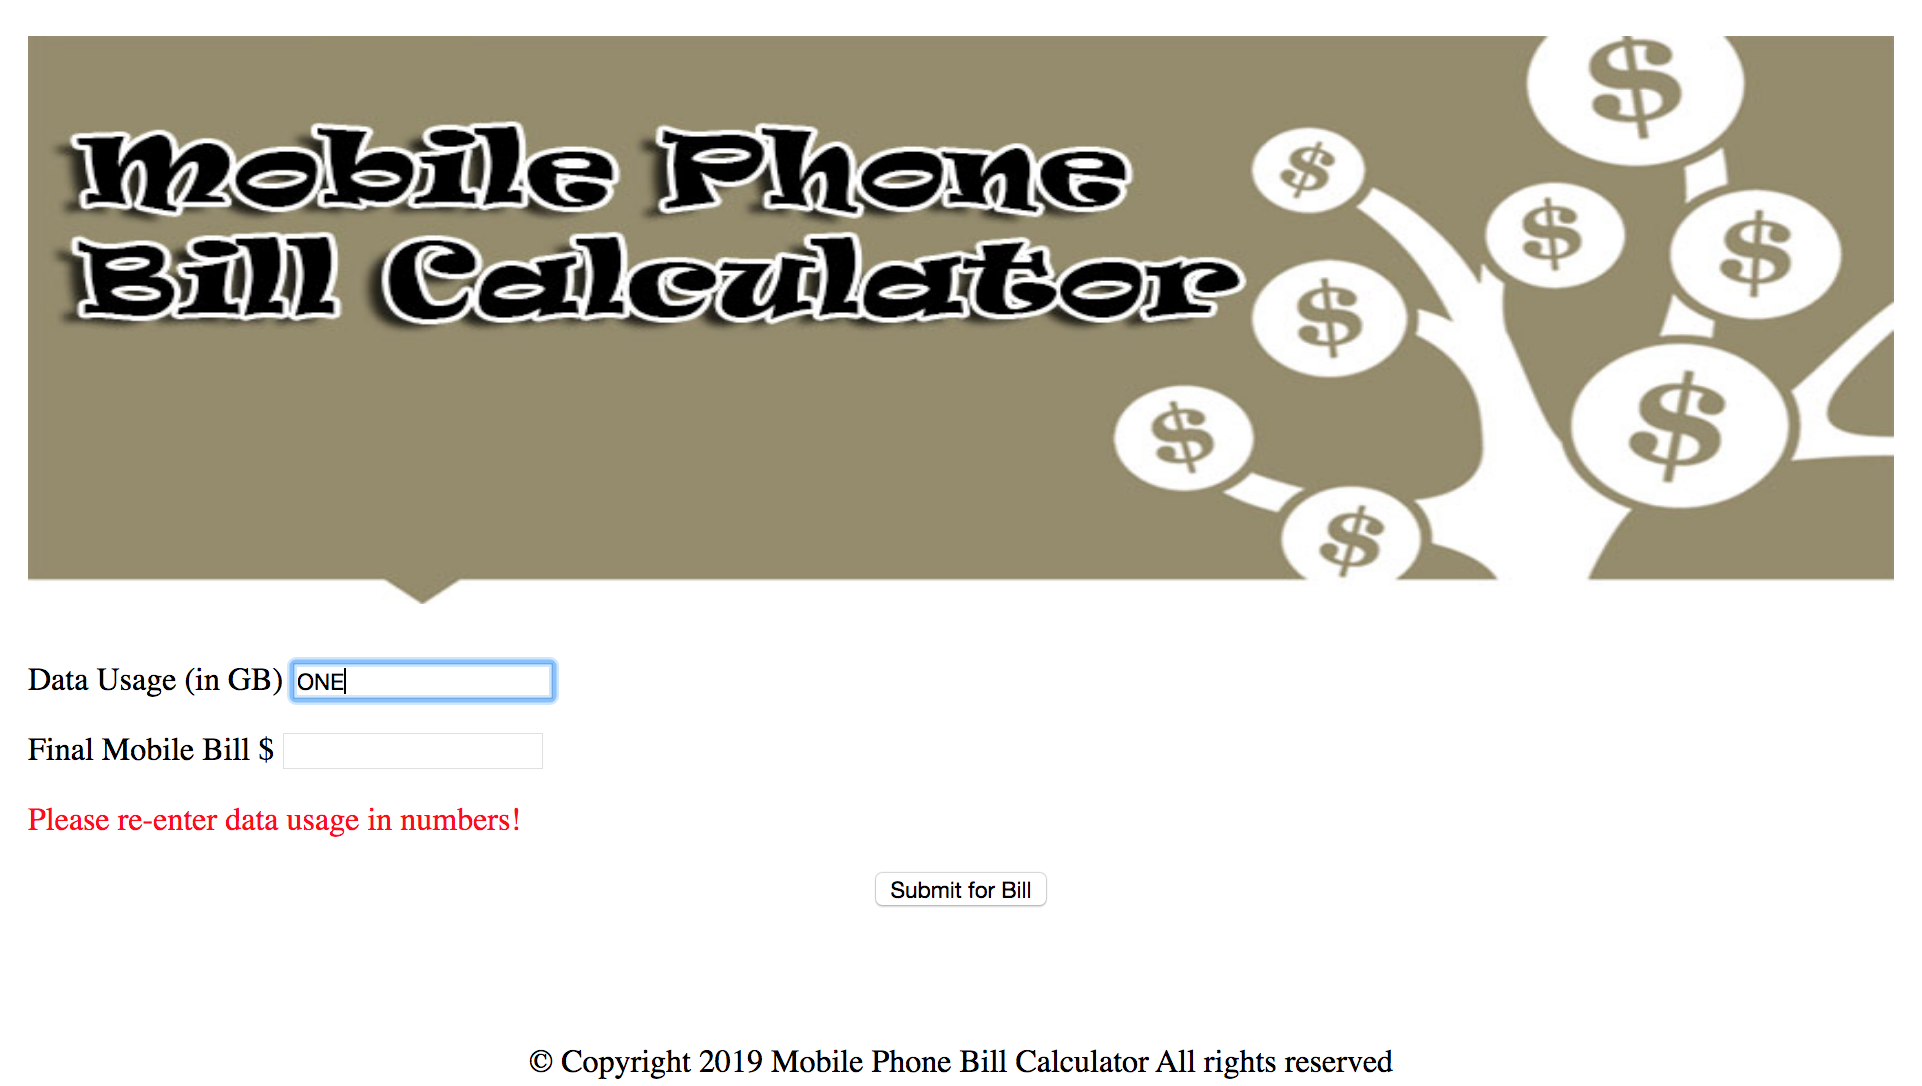 Mobile Phone
Bill Calculator
$
$
$
$
$
$
$
$
Data Usage (in GB) ONE
Final Mobile Bill $
Please re-enter data usage in numbers!
Submit for Bill
© Copyright 2019 Mobile Phone Bill Calculator All rights reserved